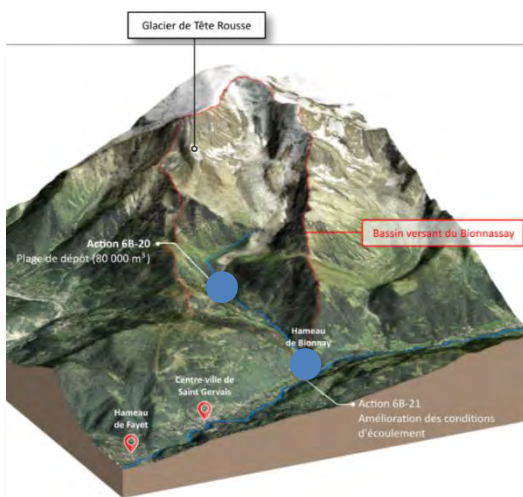 Glacier de Tête Rousse
Bassin versant du Bionnassay
Action 6B-20
Plage de dépôt (80 000 m³)
Hameau
de Bionnay
Centre-ville de
Saint Gervais
Hameau
de Fayet
Action 6B-21
Amélioration des conditions
d'écoulement